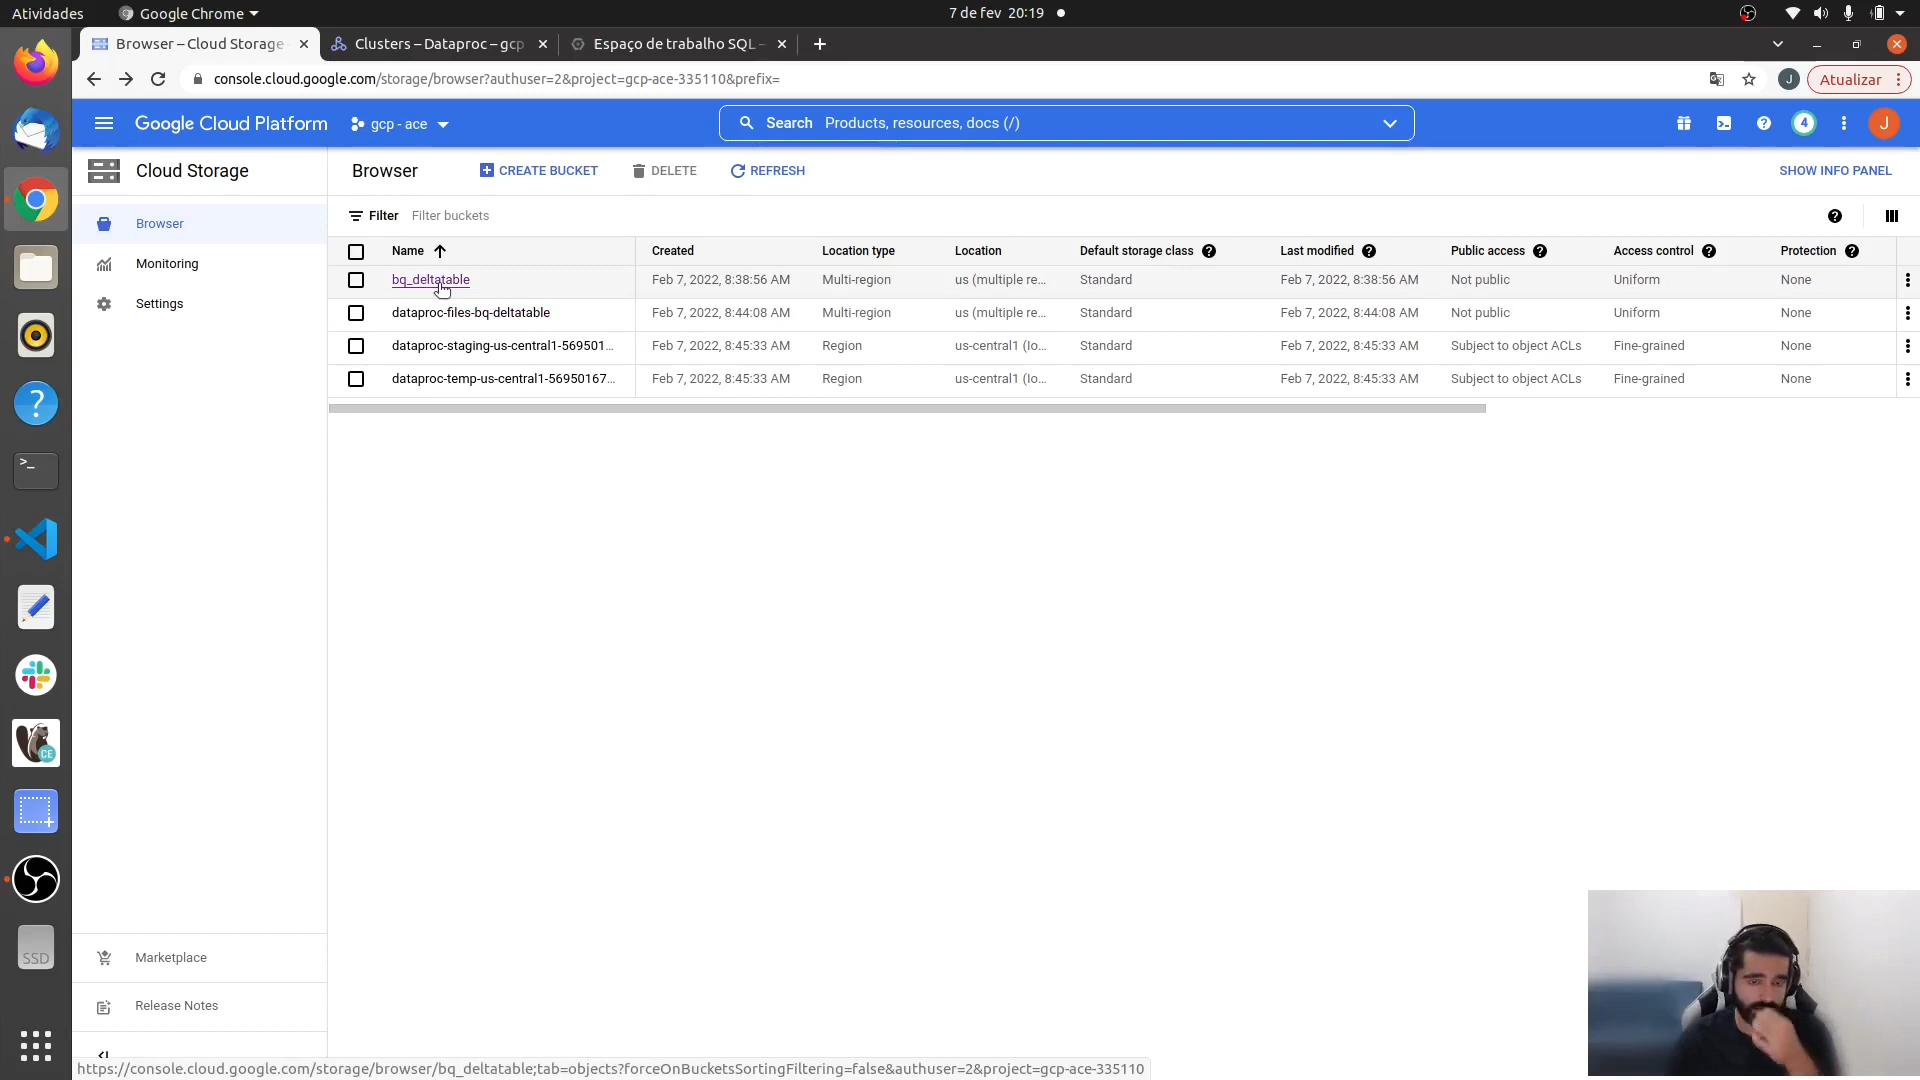 Atividades
Google Chrome
7 de fev 20:19
Browser – Cloud Storage
Clusters – Dataproc – gcp
Espaço de trabalho SQL –
console.cloud.google.com/storage/browser?authuser=2&project=gcp-ace-335110&prefix=
J
Atualizar
Google Cloud Platform
gcp - ace
Search Products, resources, docs (/)
4
J
Cloud Storage
Browser
CREATE BUCKET
DELETE
REFRESH
SHOW INFO PANEL
Browser
Monitoring
Settings
Filter Filter buckets
Name Created Location type Location Default storage class Last modified Public access Access control Protection
bq_deltatable Feb 7, 2022, 8:38:56 AM Multi-region us (multiple re... Standard Feb 7, 2022, 8:38:56 AM Not public Uniform None
dataproc-files-bq-deltatable Feb 7, 2022, 8:44:08 AM Multi-region us (multiple re... Standard Feb 7, 2022, 8:44:08 AM Not public Uniform None
dataproc-staging-us-central1-569501... Feb 7, 2022, 8:45:33 AM Region us-central1 (Io... Standard Feb 7, 2022, 8:45:33 AM Subject to object ACLs Fine-grained None
dataproc-temp-us-central1-56950167... Feb 7, 2022, 8:45:33 AM Region us-central1 (Io... Standard Feb 7, 2022, 8:45:33 AM Subject to object ACLs Fine-grained None
CE
SSD
Marketplace
Release Notes
https://console.cloud.google.com/storage/browser/bq_deltatable;tab=objects?forceOnBucketsSortingFiltering=false&authuser=2&project=gcp-ace-335110